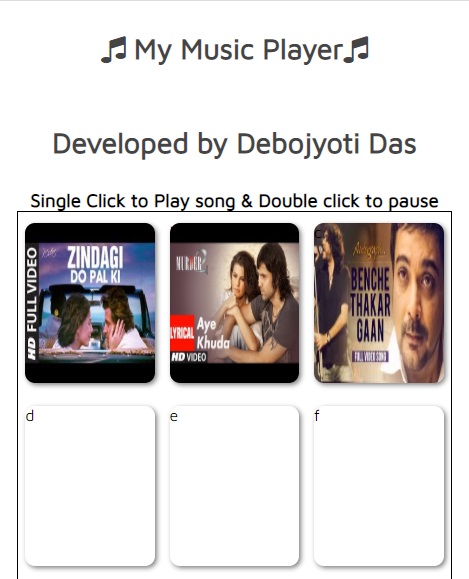 🎵 My Music Player🎵
Developed by Debojyoti Das
Single Click to Play song & Double click to pause
HD FULL VIDEO
ZINDAGI
DO PAL KI
MURDER 2
LYRICAL
Aye
Khuda
HD VIDEO
BENCHE
THAKAR
GAAN
FULL VIDEO SONG
d
e
f